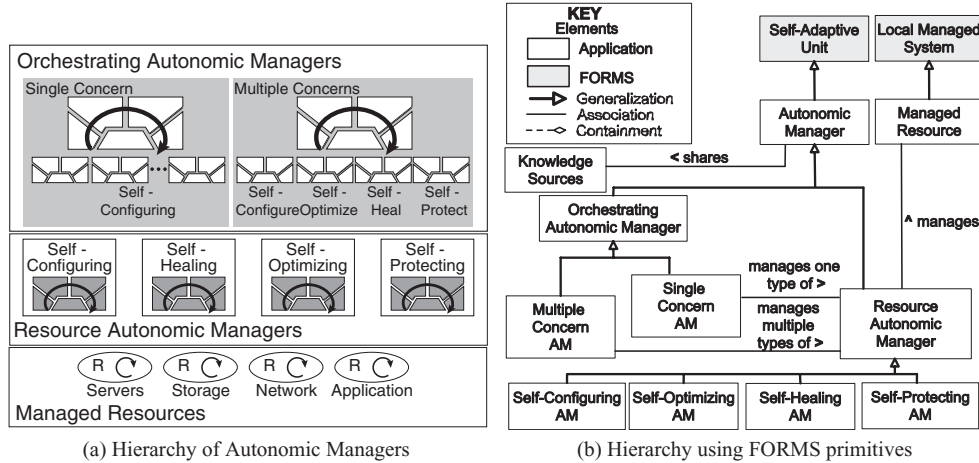 Orchestrating Autonomic Managers
Single Concern
Multiple Concerns
...
Self -
Configuring
Self -
Configure
Self -
Optimize
Self -
Heal
Self -
Protect
Self -
Configuring
Self -
Healing
Self -
Optimizing
Self -
Protecting
Resource Autonomic Managers
R
R
R
R
Servers
Storage
Network
Application
Managed Resources
(a) Hierarchy of Autonomic Managers
KEY
Elements
Application
FORMS
Generalization
Association
Containment
Self-Adaptive
Unit
Local Managed
System
Autonomic
Manager
Managed
Resource
< shares
Knowledge
Sources
Orchestrating
Autonomic Manager
^ manages
manages one
type of >
Single
Concern
AM
Multiple
Concern
AM
manages
multiple
types of >
Resource
Autonomic
Manager
Self-Configuring
AM
Self-Optimizing
AM
Self-Healing
AM
Self-Protecting
AM
(b) Hierarchy using FORMS primitives